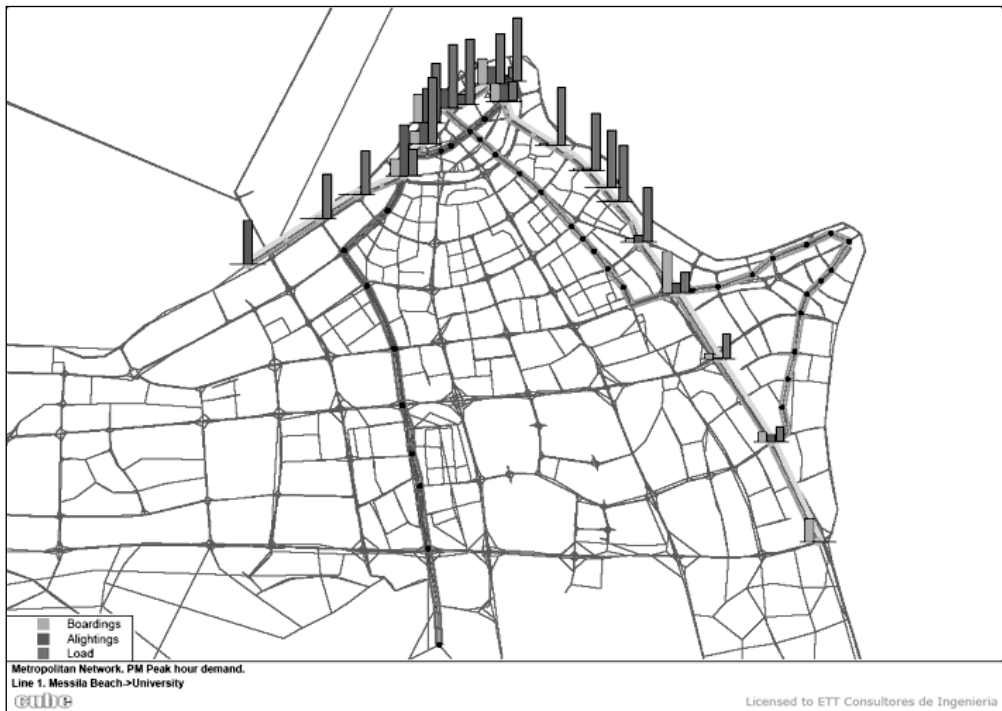 Boardings
Alightings
Load
Metropolitan Network. PM Peak hour demand.
Line 1. Messila Beach->University
cube
Licensed to ETT Consultores de Ingenieria